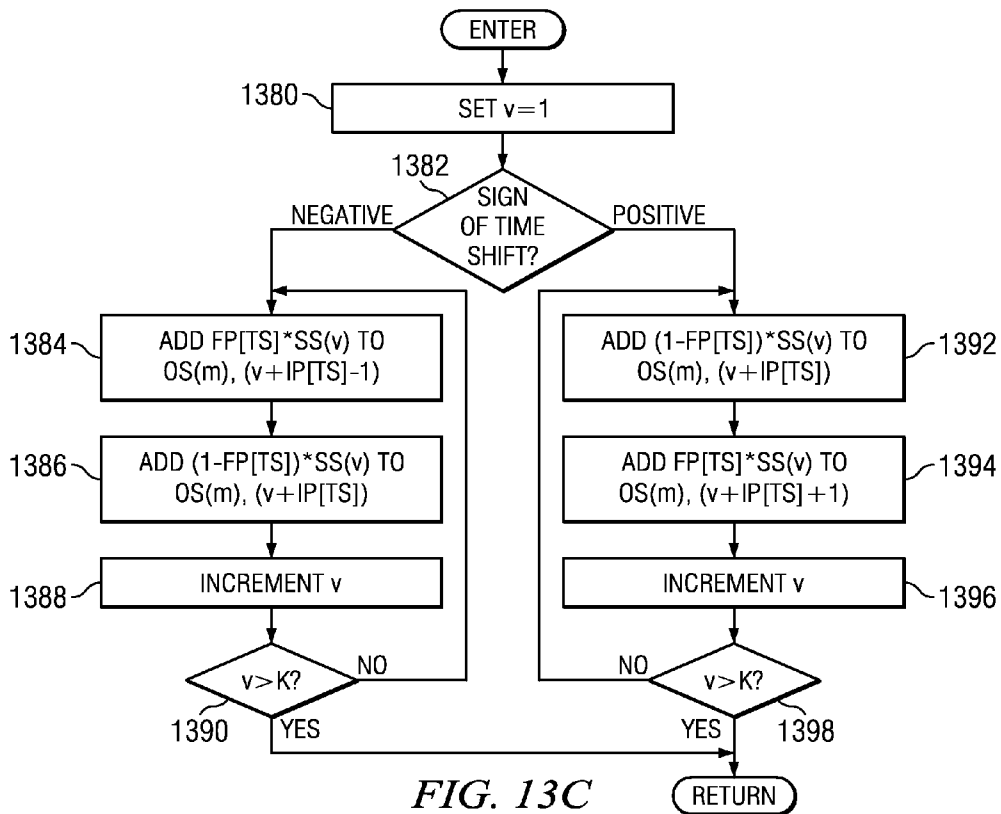 ENTER
1380
SET v=1
1382
SIGN
OF TIME
SHIFT?
NEGATIVE
POSITIVE
1384
ADD FP[TS]*SS(v) TO
OS(m), (v+IP[TS]-1)
1386
ADD (1-FP[TS])*SS(v) TO
OS(m), (v+IP[TS])
1388
INCREMENT v
v>K?
NO
1390
YES
1392
ADD (1-FP[TS])*SS(v) TO
OS(m), (v+IP[TS])
1394
ADD FP[TS]*SS(v) TO
OS(m), (v+IP[TS]+1)
1396
INCREMENT v
NO
v>K?
YES
1398
FIG. 13C
RETURN